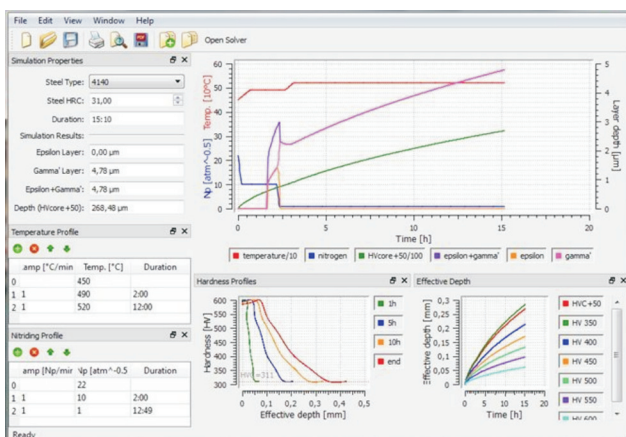 File Edit View Window Help
Open Solver
Simulation Properties
Steel Type: 4140
Steel HRC: 31,00
Duration: 15:10
Simulation Results:
Epsilon Layer: 0,00 µm
Gamma' Layer: 4,78 µm
Epsilon+Gamma': 4,78 µm
Depth (HVcore+50): 268,48 µm
Temperature Profile
amp [°C/min Temp. [°C] Duration
0 450
1 1 490 2:00
2 1 520 12:00
Nitriding Profile
amp [Np/mir Np [atm^-0.5 Duration
0 22
1 1 10 2:00
2 1 1 12:49
Ready
Temp. [10°C]
Np [atm^-0.5]
60
50
40
30
20
10
0
5
4
3
2
1
0
Layer depth [µm]
0 5 10 15 20
Time [h]
temperature/10 nitrogen HVcore+50/100 epsilon+gamma' epsilon gamma'
Hardness Profiles
Hardness [HV]
600
550
500
450
400
350
300
HVC=311
0 0,1 0,2 0,3 0,4 0,5
Effective depth [mm]
1h
5h
10h
end
Effective Depth
Effective depth [mm]
0,3
0,25
0,2
0,15
0,1
0,05
0
0 5 10 15 20
Time [h]
HVC+50
HV 350
HV 400
HV 450
HV 500
HV 550
HV 600